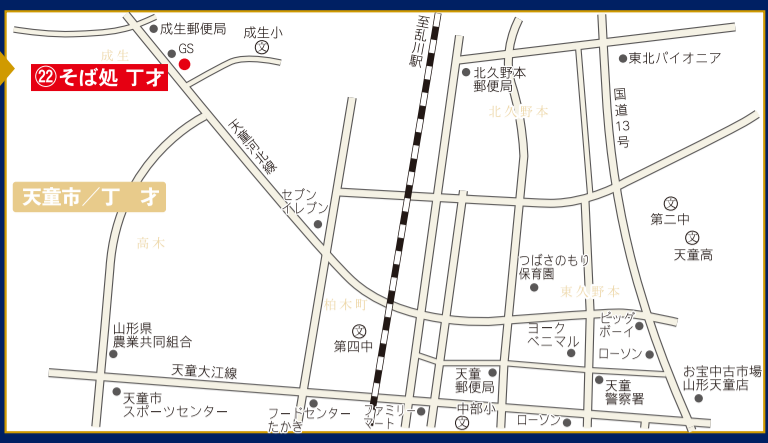 成生郵便局
GS
成生小
文
成生
㉒そば処 丁才
至乱川駅
東北パイオニア
北久野本
郵便局
北久野本
国道13号
天童河北線
天童市／丁　才
セブン
イレブン
文
第二中
文
天童高
高木
つばさのもり
保育園
東久野本
柏木町
文
第四中
山形県
農業共同組合
ヨーク
ベニマル
ビッグ
ボーイ
ローソン
天童大江線
天童
郵便局
天童
警察署
お宝中古市場
山形天童店
天童市
スポーツセンター
フードセンター
たかき
ファミリー
マート
中部小
文
ローソン